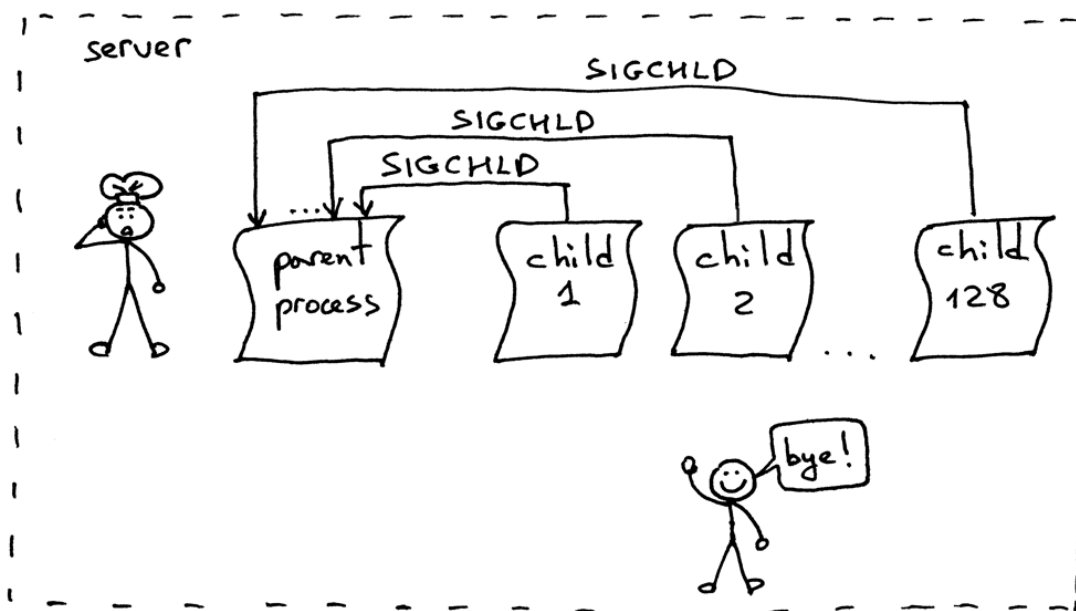 server
SIGCHLD
SIGCHLD
SIGCHLD
...
parent
process
child
1
child
2
...
child
128
bye!